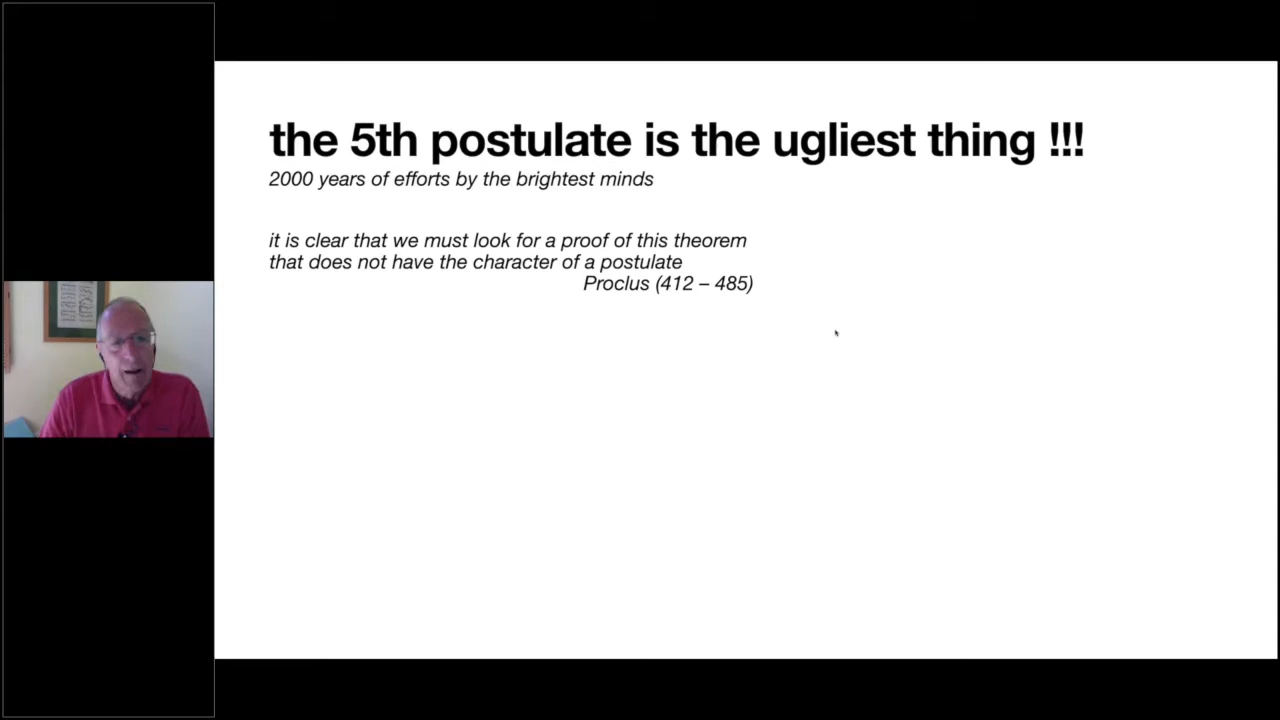 the 5th postulate is the ugliest thing !!!
2000 years of efforts by the brightest minds
it is clear that we must look for a proof of this theorem
that does not have the character of a postulate
Proclus (412 – 485)